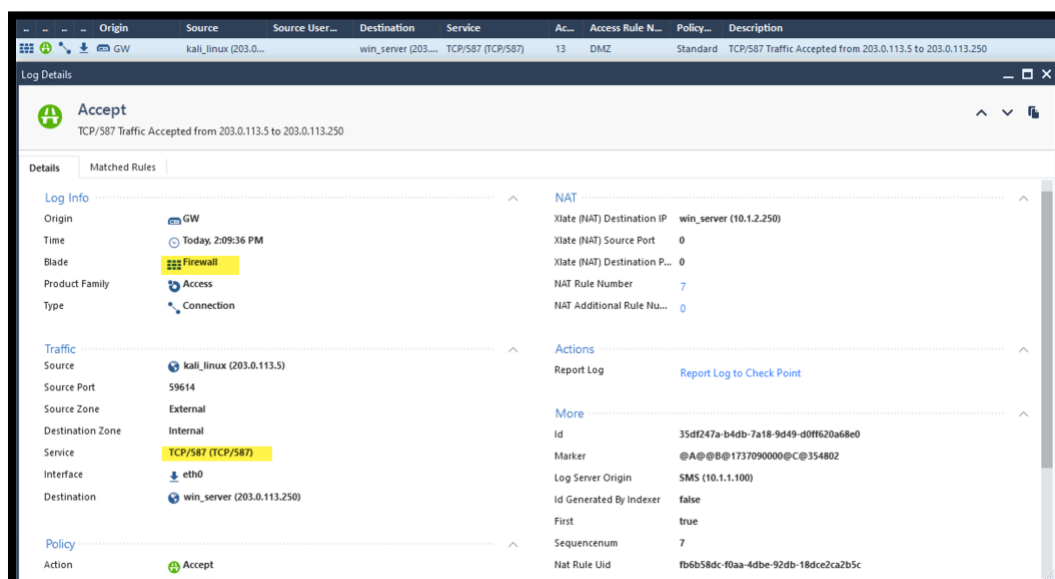 .. .. .. .. Origin Source Source User... Destination Service Ac... Access Rule N... Policy... Description
GW kali_linux (203.0... win_server (203.... TCP/587 (TCP/587) 13 DMZ Standard TCP/587 Traffic Accepted from 203.0.113.5 to 203.0.113.250
Log Details
Accept
TCP/587 Traffic Accepted from 203.0.113.5 to 203.0.113.250
Details Matched Rules
Log Info
Origin GW
Time Today, 2:09:36 PM
Blade Firewall
Product Family Access
Type Connection
Traffic
Source kali_linux (203.0.113.5)
Source Port 59614
Source Zone External
Destination Zone Internal
Service TCP/587 (TCP/587)
Interface eth0
Destination win_server (203.0.113.250)
Policy
Action Accept
NAT
Xlate (NAT) Destination IP win_server (10.1.2.250)
Xlate (NAT) Source Port 0
Xlate (NAT) Destination P... 0
NAT Rule Number 7
NAT Additional Rule Nu... 0
Actions
Report Log Report Log to Check Point
More
Id 35df247a-b4db-7a18-9d49-d0ff620a68e0
Marker @A@@B@1737090000@C@354802
Log Server Origin SMS (10.1.1.100)
Id Generated By Indexer false
First true
Sequencenum 7
Nat Rule Uid fb6b58dc-f0aa-4dbe-92db-18dce2ca2b5c